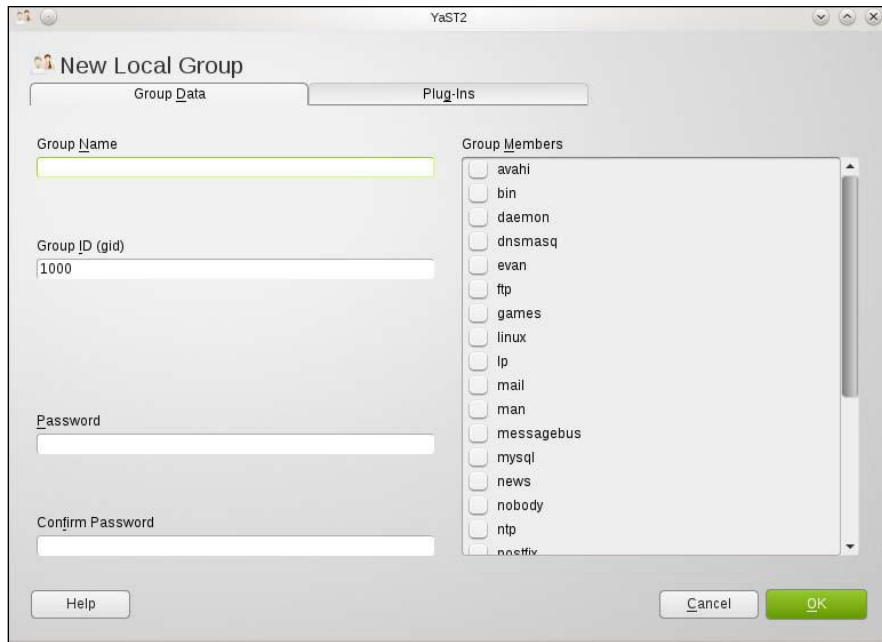 YaST2
New Local Group
Group Data
Plug-Ins
Group Name
Group ID (gid)
1000
Password
Confirm Password
Group Members
avahi
bin
daemon
dnsmasq
evan
ftp
games
linux
lp
mail
man
messagebus
mysql
news
nobody
ntp
postfix
Help
Cancel
OK